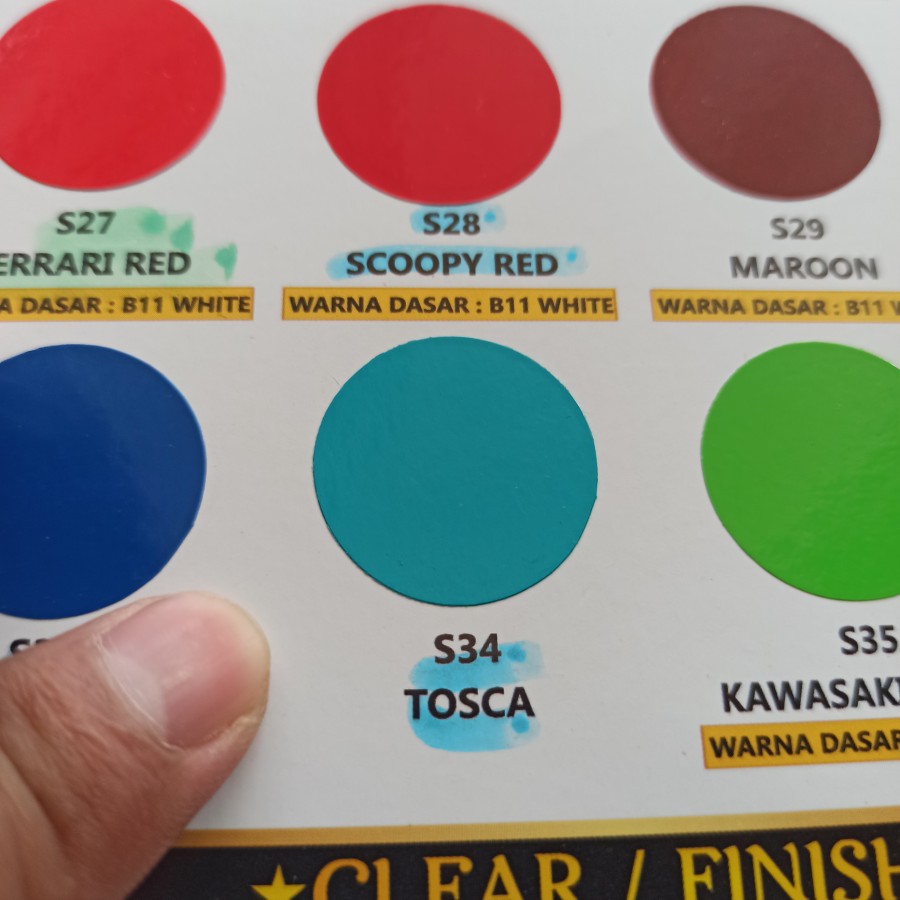 S27
S28
S29
ERRARI RED
SCOOPY RED
MAROON
A DASAR : B11 WHITE
WARNA DASAR : B11 WHITE
WARNA DASAR : B11 W
S34
S35
TOSCA
KAWASAKI
WARNA DASAR
★CLEAR / FINISH